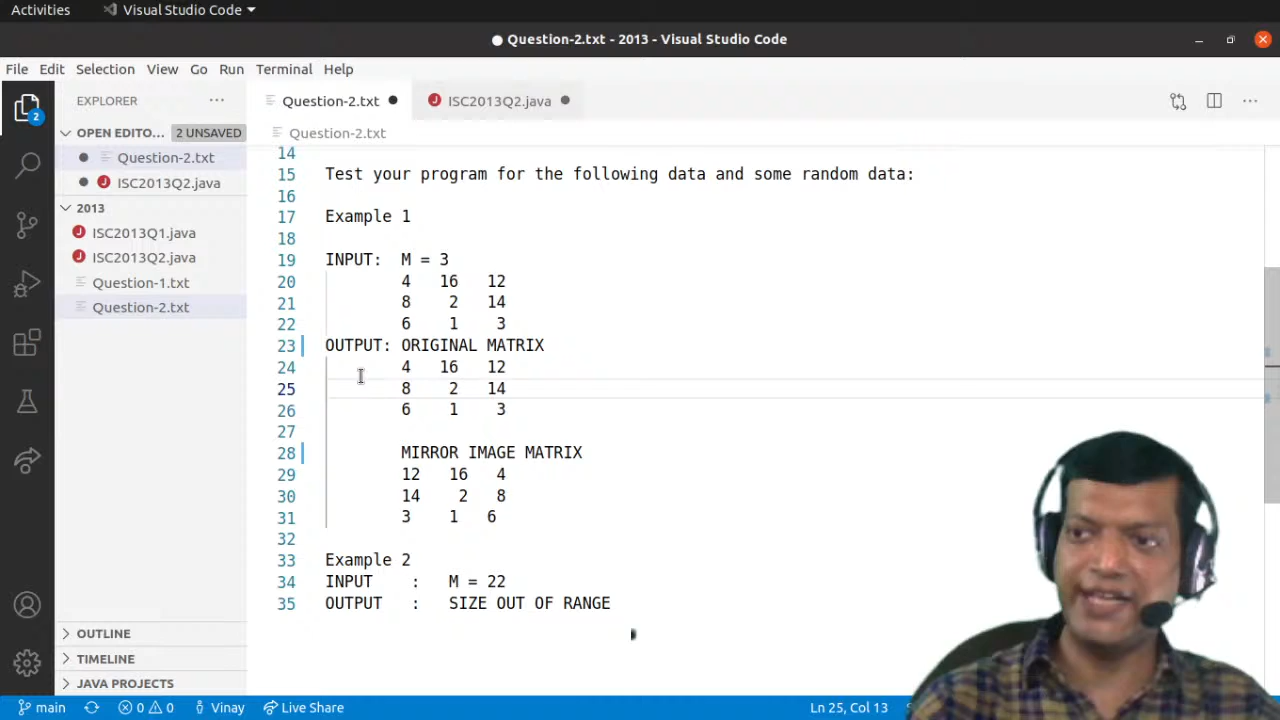 Activities Visual Studio Code
Question-2.txt - 2013 - Visual Studio Code
File Edit Selection View Go Run Terminal Help
EXPLORER
OPEN EDITO... 2 UNSAVED
Question-2.txt
ISC2013Q2.java
2013
ISC2013Q1.java
ISC2013Q2.java
Question-1.txt
Question-2.txt
OUTLINE
TIMELINE
JAVA PROJECTS
2
Question-2.txt ISC2013Q2.java
Question-2.txt
14
15 Test your program for the following data and some random data:
16
17 Example 1
18
19 INPUT: M = 3
20 4 16 12
21 8 2 14
22 6 1 3
23 OUTPUT: ORIGINAL MATRIX
24 4 16 12
25 8 2 14
26 6 1 3
27
28 MIRROR IMAGE MATRIX
29 12 16 4
30 14 2 8
31 3 1 6
32
33 Example 2
34 INPUT : M = 22
35 OUTPUT : SIZE OUT OF RANGE
main 0 0 Vinay Live Share Ln 25, Col 13